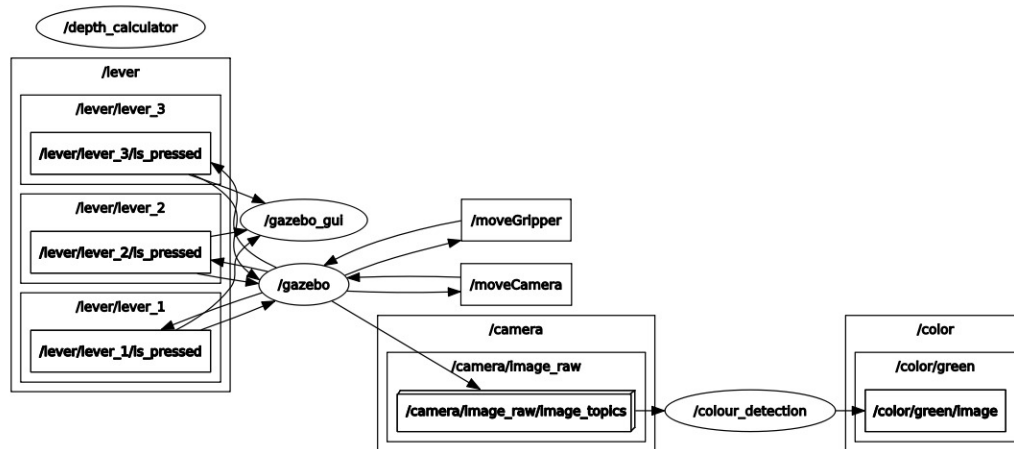 /depth_calculator
/lever
/lever/lever_3
/lever/lever_3/is_pressed
/lever/lever_2
/lever/lever_2/is_pressed
/lever/lever_1
/lever/lever_1/is_pressed
/gazebo_gui
/gazebo
/moveGripper
/moveCamera
/camera
/camera/image_raw
/camera/image_raw/image_topics
/colour_detection
/color
/color/green
/color/green/image